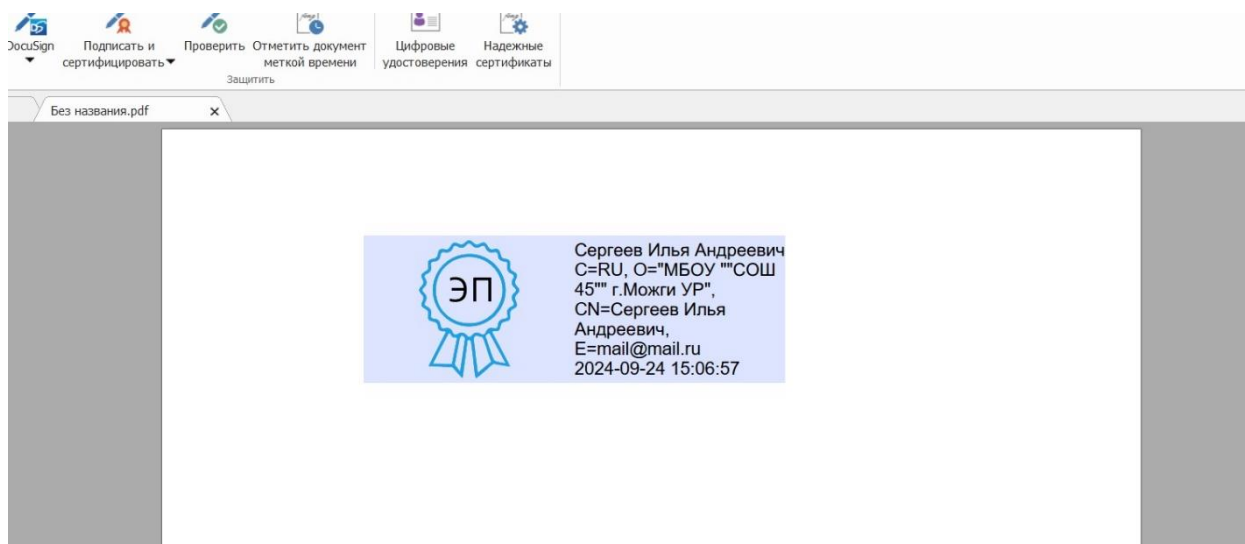 DocuSign
Подписать и
сертифицировать
Проверить
Отметить документ
меткой времени
Цифровые
удостоверения
Надежные
сертификаты
Защитить
Без названия.pdf
ЭП
Сергеев Илья Андреевич
C=RU, O="МБОУ ""СОШ
45"" г.Можги УР",
CN=Сергеев Илья
Андреевич,
E=mail@mail.ru
2024-09-24 15:06:57